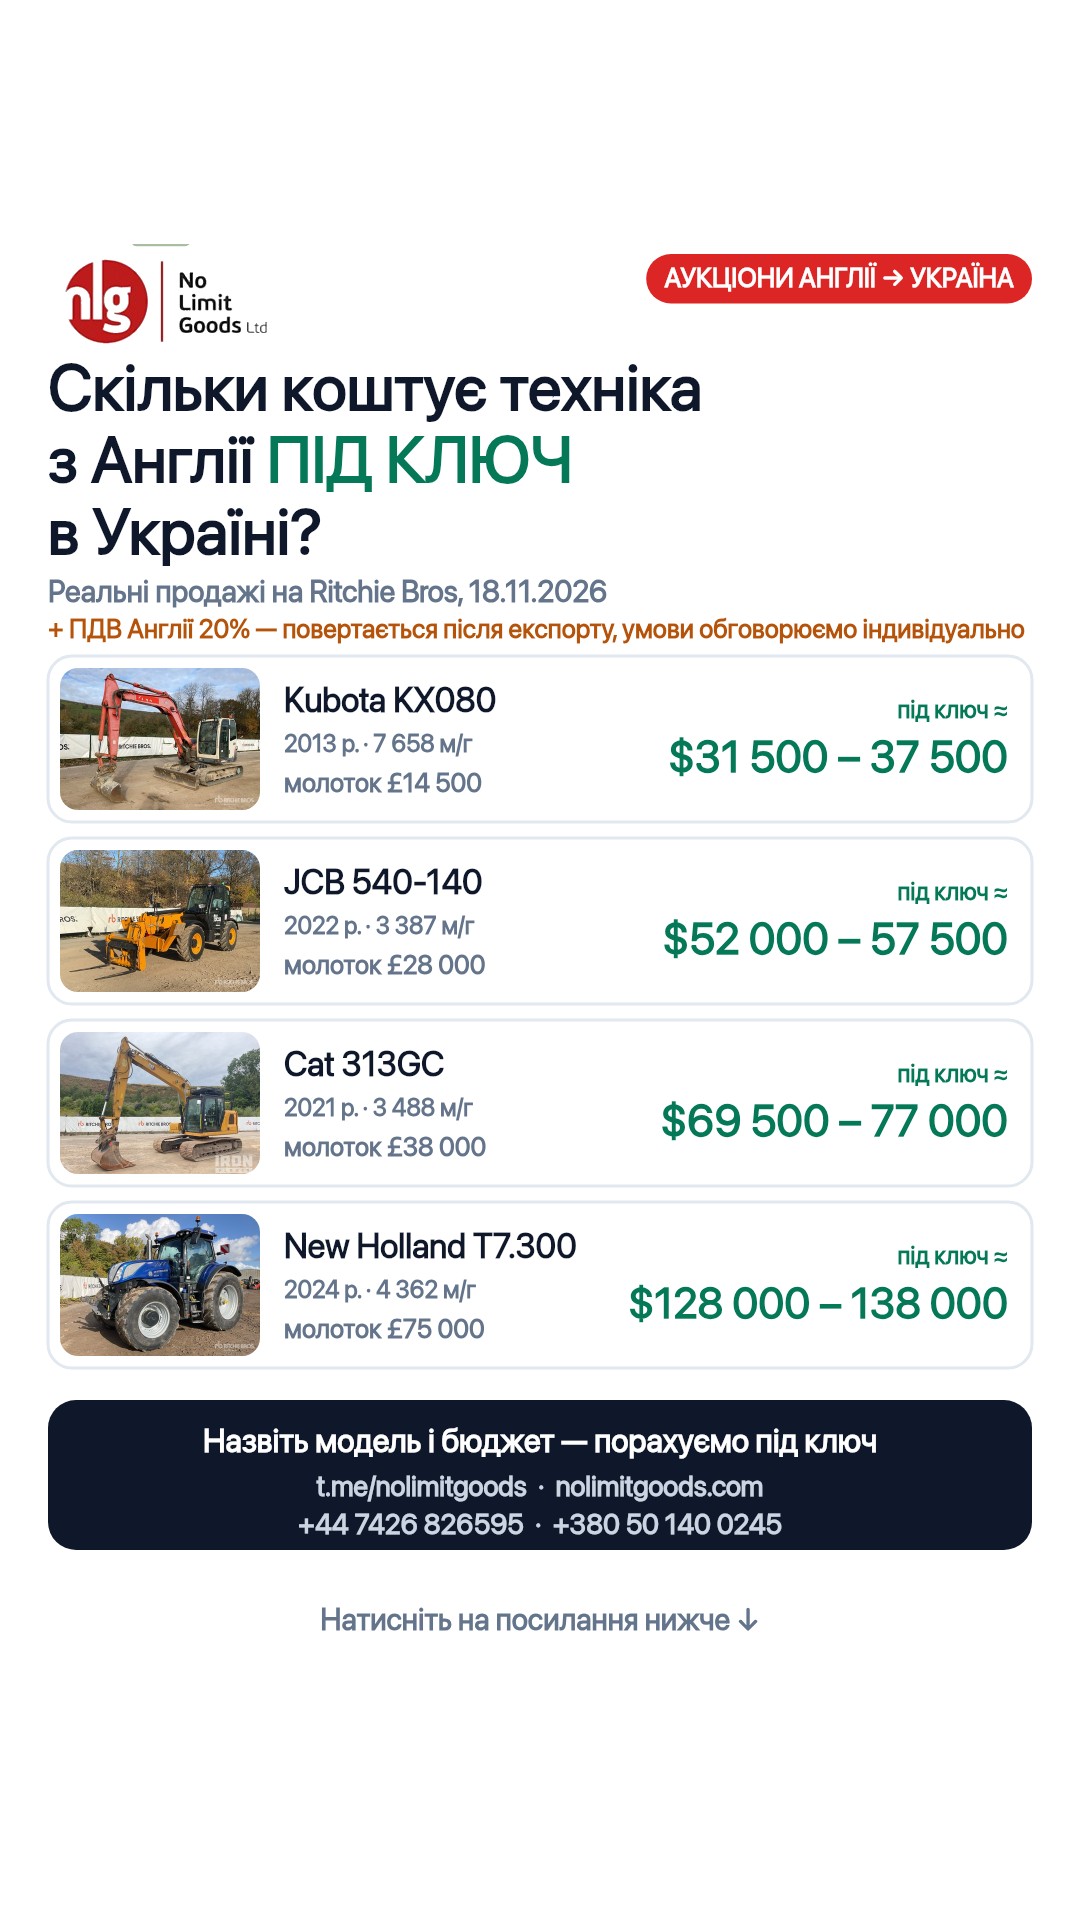 nlg
No
Limit
Goods Ltd
АУКЦІОНИ АНГЛІЇ → УКРАЇНА
Скільки коштує техніка
з Англії ПІД КЛЮЧ
в Україні?
Реальні продажі на Ritchie Bros, 18.11.2026
+ ПДВ Англії 20% — повертається після експорту, умови обговорюємо індивідуально
Kubota KX080
2013 р. · 7 658 м/г
молоток £14 500
під ключ ≈
$31 500 – 37 500
JCB 540-140
2022 р. · 3 387 м/г
молоток £28 000
під ключ ≈
$52 000 – 57 500
Cat 313GC
2021 р. · 3 488 м/г
молоток £38 000
під ключ ≈
$69 500 – 77 000
New Holland T7.300
2024 р. · 4 362 м/г
молоток £75 000
під ключ ≈
$128 000 – 138 000
Назвіть модель і бюджет — порахуємо під ключ
t.me/nolimitgoods · nolimitgoods.com
+44 7426 826595 · +380 50 140 0245
Натисніть на посилання нижче ↓